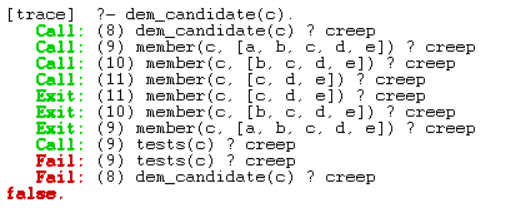 [trace]  ?- dem_candidate(c).
Call: (8) dem_candidate(c) ? creep
Call: (9) member(c, [a, b, c, d, e]) ? creep
Call: (10) member(c, [b, c, d, e]) ? creep
Call: (11) member(c, [c, d, e]) ? creep
Exit: (11) member(c, [c, d, e]) ? creep
Exit: (10) member(c, [b, c, d, e]) ? creep
Exit: (9) member(c, [a, b, c, d, e]) ? creep
Call: (9) tests(c) ? creep
Fail: (9) tests(c) ? creep
Fail: (8) dem_candidate(c) ? creep
false.